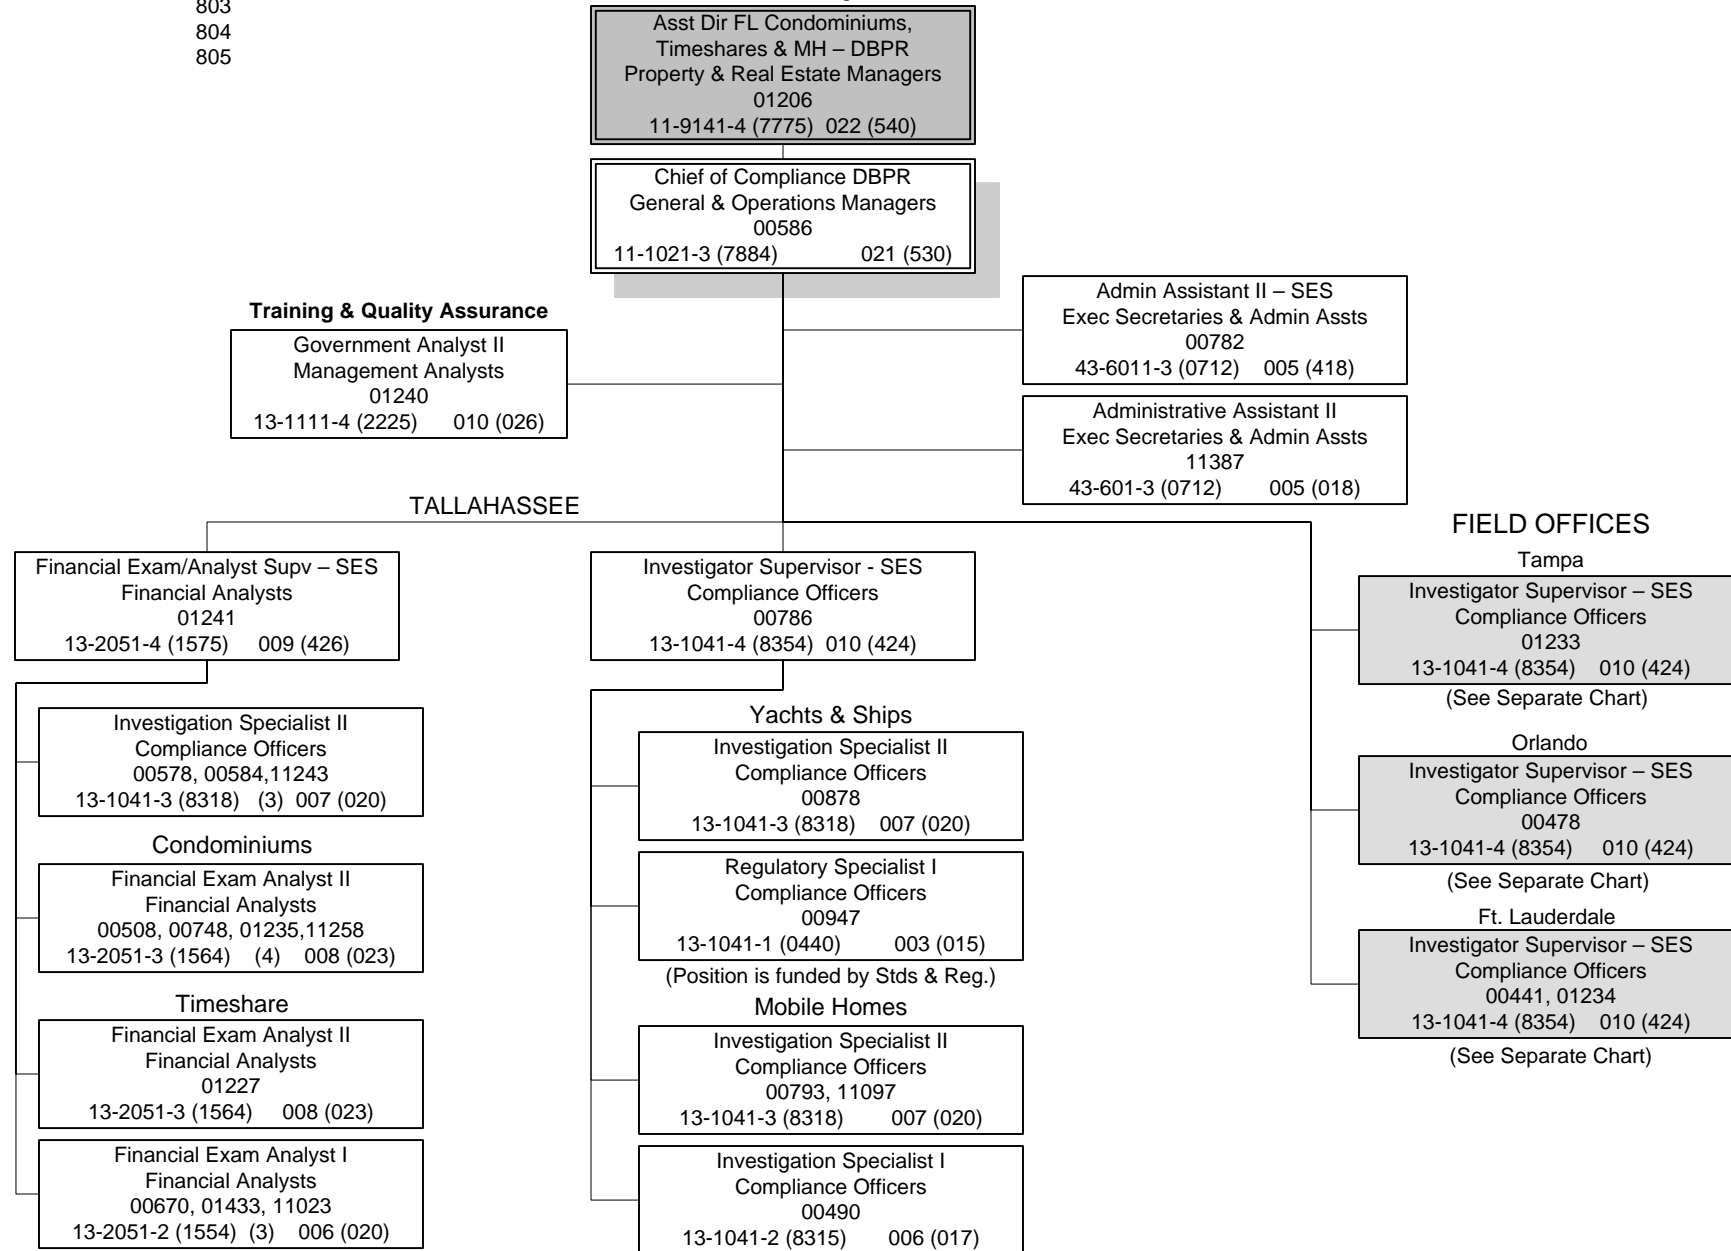 803
804
805
Asst Dir FL Condominiums,
Timeshares & MH – DBPR
Property & Real Estate Managers
01206
11-9141-4 (7775) 022 (540)
Chief of Compliance DBPR
General & Operations Managers
00586
11-1021-3 (7884) 021 (530)
Training & Quality Assurance
Government Analyst II
Management Analysts
01240
13-1111-4 (2225) 010 (026)
Admin Assistant II – SES
Exec Secretaries & Admin Assts
00782
43-6011-3 (0712) 005 (418)
Administrative Assistant II
Exec Secretaries & Admin Assts
11387
43-601-3 (0712) 005 (018)
TALLAHASSEE
Financial Exam/Analyst Supv – SES
Financial Analysts
01241
13-2051-4 (1575) 009 (426)
Investigation Specialist II
Compliance Officers
00578, 00584,11243
13-1041-3 (8318) (3) 007 (020)
Condominiums
Financial Exam Analyst II
Financial Analysts
00508, 00748, 01235,11258
13-2051-3 (1564) (4) 008 (023)
Timeshare
Financial Exam Analyst II
Financial Analysts
01227
13-2051-3 (1564) 008 (023)
Financial Exam Analyst I
Financial Analysts
00670, 01433, 11023
13-2051-2 (1554) (3) 006 (020)
Investigator Supervisor - SES
Compliance Officers
00786
13-1041-4 (8354) 010 (424)
Yachts & Ships
Investigation Specialist II
Compliance Officers
00878
13-1041-3 (8318) 007 (020)
Regulatory Specialist I
Compliance Officers
00947
13-1041-1 (0440) 003 (015)
(Position is funded by Stds & Reg.)
Mobile Homes
Investigation Specialist II
Compliance Officers
00793, 11097
13-1041-3 (8318) 007 (020)
Investigation Specialist I
Compliance Officers
00490
13-1041-2 (8315) 006 (017)
FIELD OFFICES
Tampa
Investigator Supervisor – SES
Compliance Officers
01233
13-1041-4 (8354) 010 (424)
(See Separate Chart)
Orlando
Investigator Supervisor – SES
Compliance Officers
00478
13-1041-4 (8354) 010 (424)
(See Separate Chart)
Ft. Lauderdale
Investigator Supervisor – SES
Compliance Officers
00441, 01234
13-1041-4 (8354) 010 (424)
(See Separate Chart)